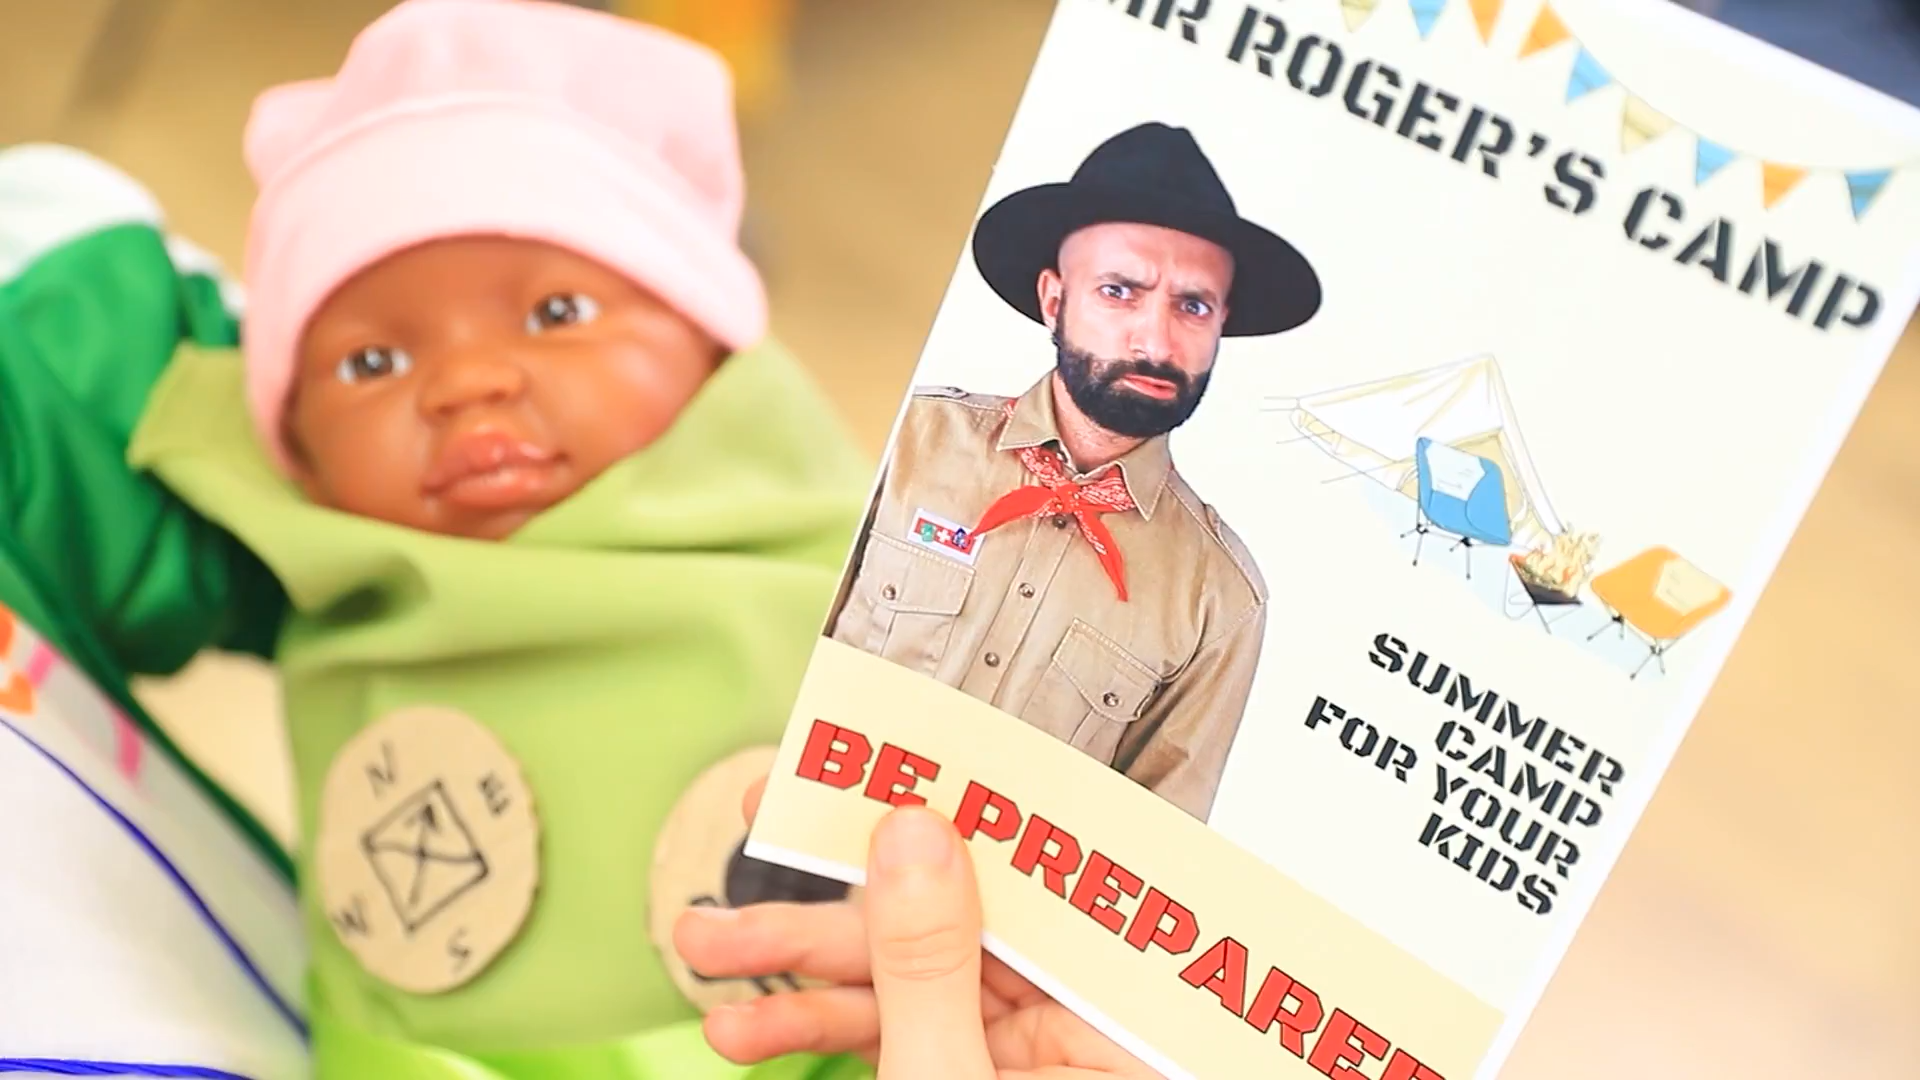 MR ROGER'S CAMP
SUMMER
CAMP
FOR YOUR
KIDS
BE PREPARED
N
E
W
S